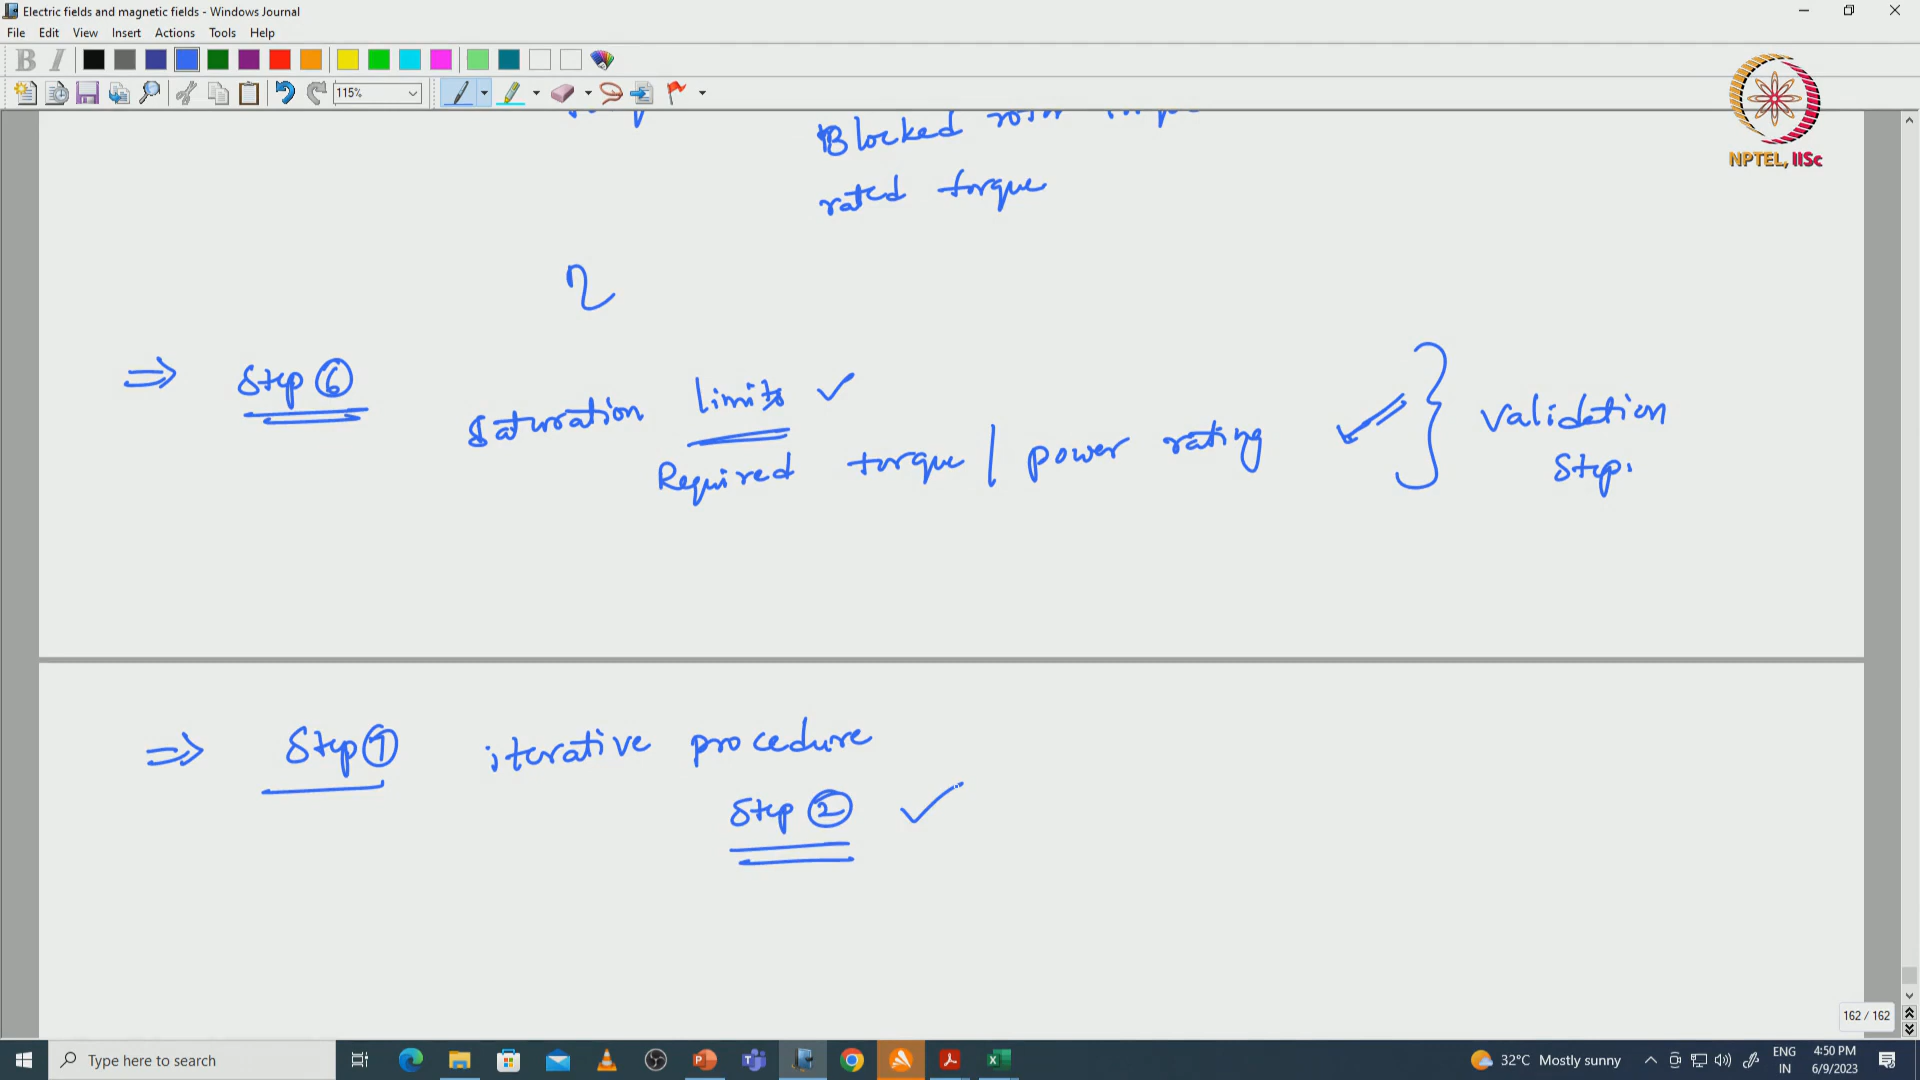 Electric fields and magnetic fields - Windows Journal
File Edit View Insert Actions Tools Help
B I
115%
NPTEL, IISc
Blocked rotor
rated torque
η
⇒ Step ⑥
Saturation limits ✓
Required torque | power rating ✓
Validation
Step.
⇒ Step ⑦ iterative procedure
Step ② ✓
162 / 162
Type here to search
32°C Mostly sunny
ENG
IN
4:50 PM
6/9/2023